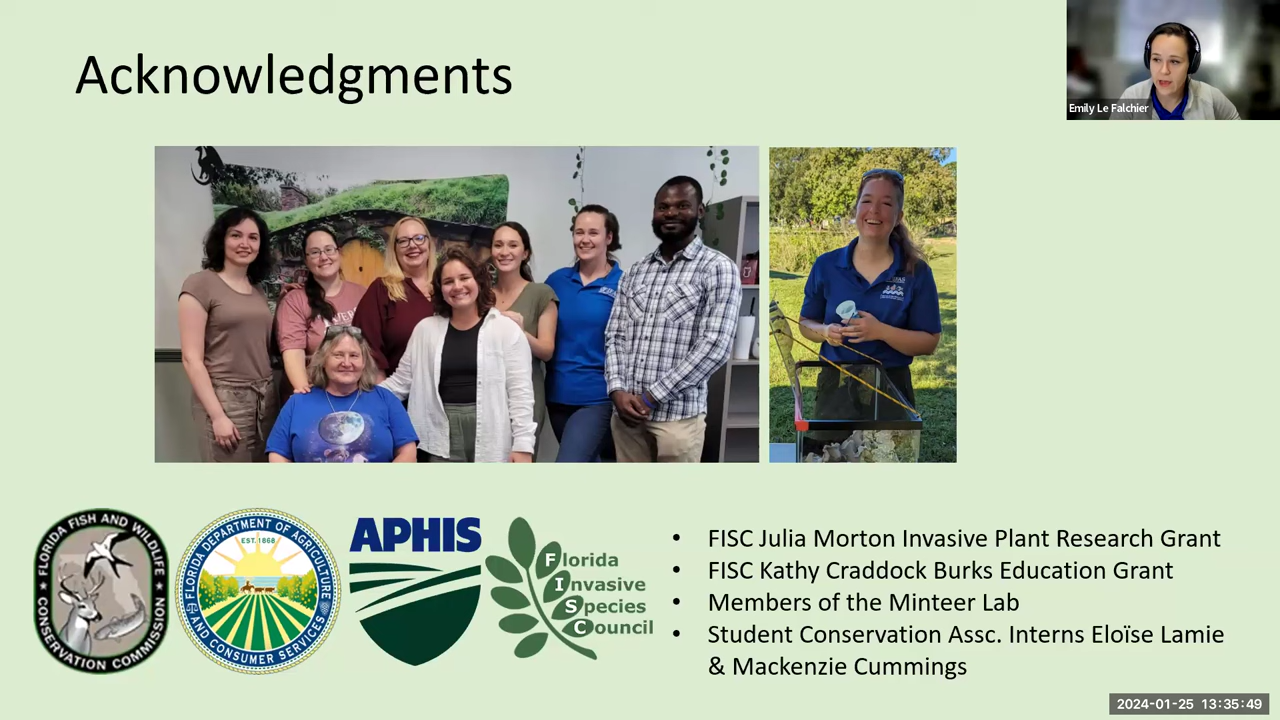 Acknowledgments
Emily Le Falchier
FLORIDA FISH AND WILDLIFE
CONSERVATION COMMISSION
FLORIDA DEPARTMENT OF AGRICULTURE
AND CONSUMER SERVICES
EST. 1868
APHIS
Florida
Invasive
Species
Council
• FISC Julia Morton Invasive Plant Research Grant
• FISC Kathy Craddock Burks Education Grant
• Members of the Minteer Lab
• Student Conservation Assc. Interns Eloïse Lamie
& Mackenzie Cummings
2024-01-25 13:35:49